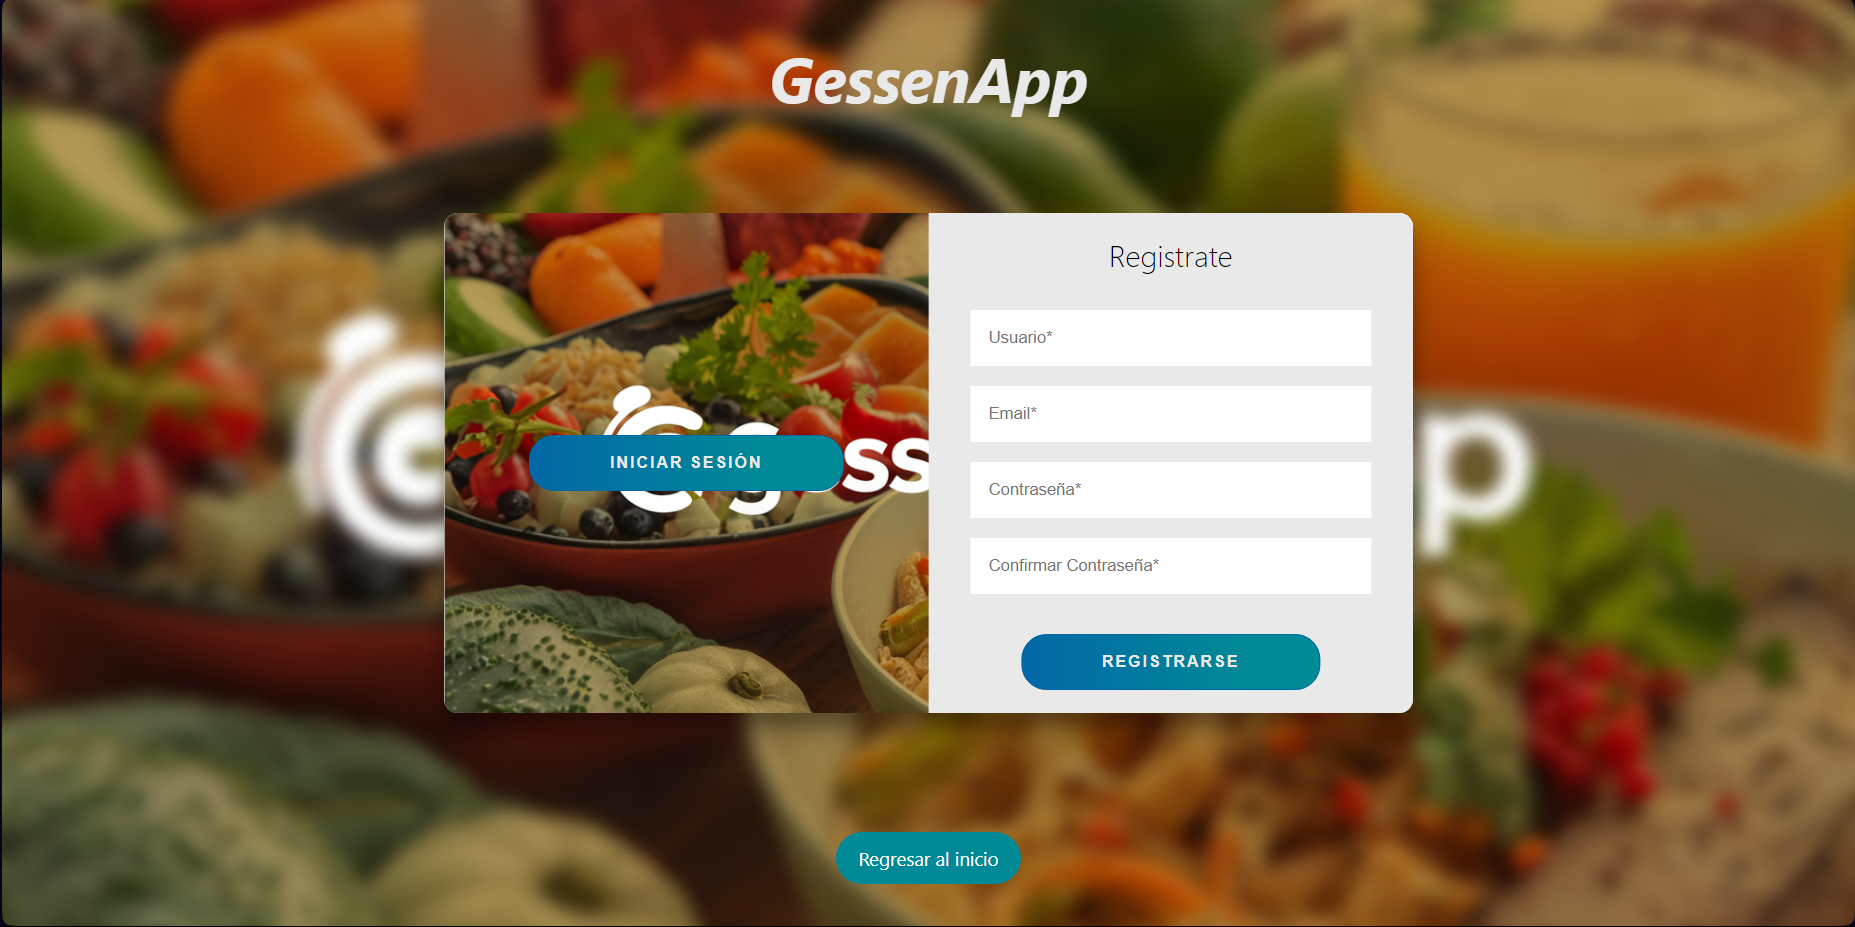 GessenApp
Registrate
Usuario*
Email*
INICIAR SESIÓN
Contraseña*
Confirmar Contraseña*
REGISTRARSE
Regresar al inicio